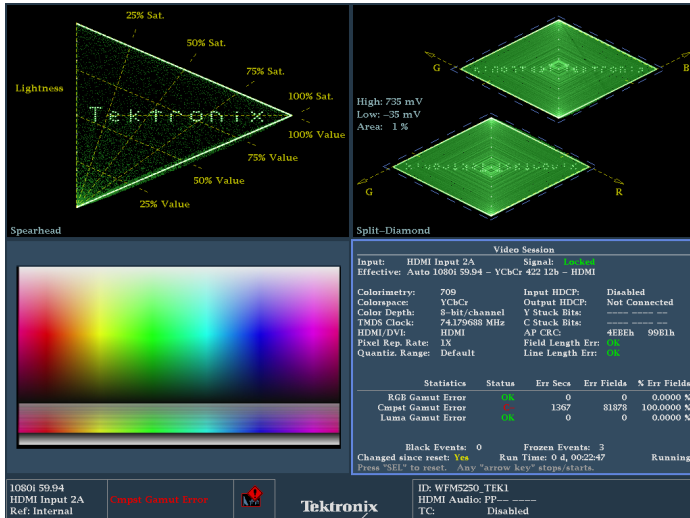 25% Sat.
50% Sat.
75% Sat.
100% Sat.
Lightness
Tektronix
100% Value
75% Value
50% Value
25% Value
Spearhead
G
B
High: 735 mV
Low: −35 mV
Area: 1 %
G
R
Split−Diamond
Video Session
Input: HDMI Input 2A Signal: Locked
Effective: Auto 1080i 59.94 − YCbCr 422 12b − HDMI
Colorimetry: 709 Input HDCP: Disabled
Colorspace: YCbCr Output HDCP: Not Connected
Color Depth: 8−bit/channel Y Stuck Bits: −−−− −−−− −−
TMDS Clock: 74.179688 MHz C Stuck Bits: −−−− −−−− −−
HDMI/DVI: HDMI AP CRC: 4EBEh 99B1h
Pixel Rep. Rate: 1X Field Length Err: OK
Quantiz. Range: Default Line Length Err: OK
Statistics Status Err Secs Err Fields % Err Fields
RGB Gamut Error OK 0 0 0.0000 %
Cmpst Gamut Error 1367 81878 100.0000 %
Luma Gamut Error OK 0 0 0.0000 %
Black Events: 0 Frozen Events: 3
Changed since reset: Yes Run Time: 0 d, 00:22:47 Running
Press "SEL" to reset. Any "arrow key" stops/starts.
1080i 59.94
HDMI Input 2A
Ref: Internal
Cmpst Gamut Error
Tektronix
ID: WFM5250_TEK1
HDMI Audio: PP−− −−−−
TC: Disabled